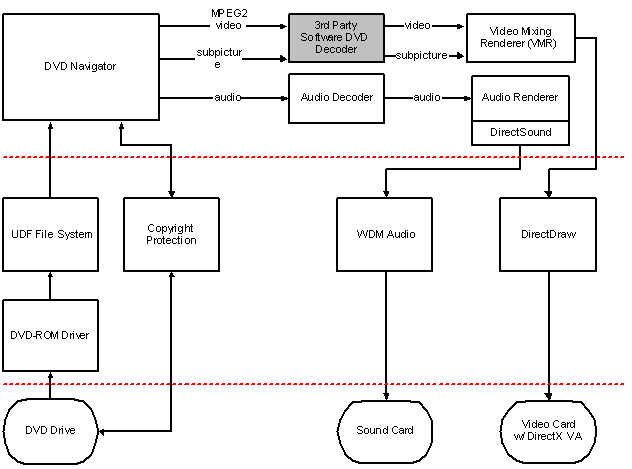 MPEG2
video
subpictur
e
audio
DVD Navigator
3rd Party
Software DVD
Decoder
video
subpicture
Video Mixing
Renderer (VMR)
Audio Decoder
audio
Audio Renderer
DirectSound
UDF File System
Copyright
Protection
WDM Audio
DirectDraw
DVD-ROM Driver
DVD Drive
Sound Card
Video Card
w/DirectX VA